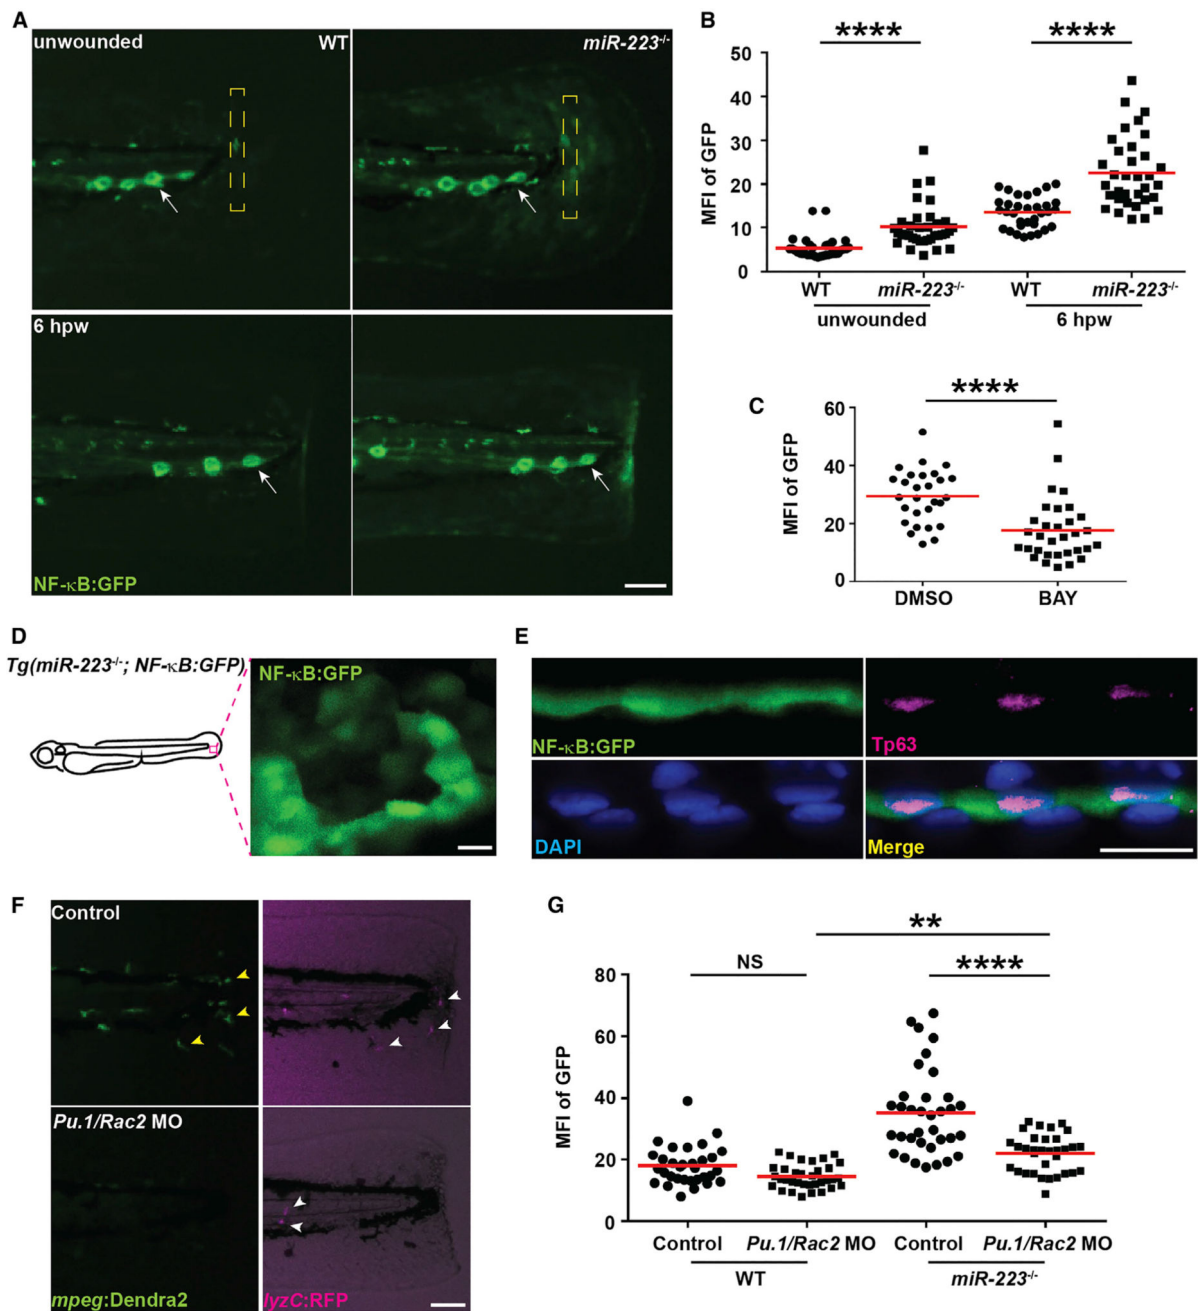 A
unwounded WT
miR-223-/-
6 hpw
NF-κB:GFP
B
**** ****
MFI of GFP
50
40
30
20
10
0
WT miR-223-/- WT miR-223-/-
unwounded 6 hpw
C
****
MFI of GFP
60
40
20
0
DMSO BAY
D
Tg(miR-223-/-; NF-κB:GFP)
NF-κB:GFP
E
NF-κB:GFP
Tp63
DAPI
Merge
F
Control
Pu.1/Rac2 MO
mpeg:Dendra2
lyzC:RFP
G
**
NS ****
MFI of GFP
80
60
40
20
0
Control Pu.1/Rac2 MO Control Pu.1/Rac2 MO
WT miR-223-/-